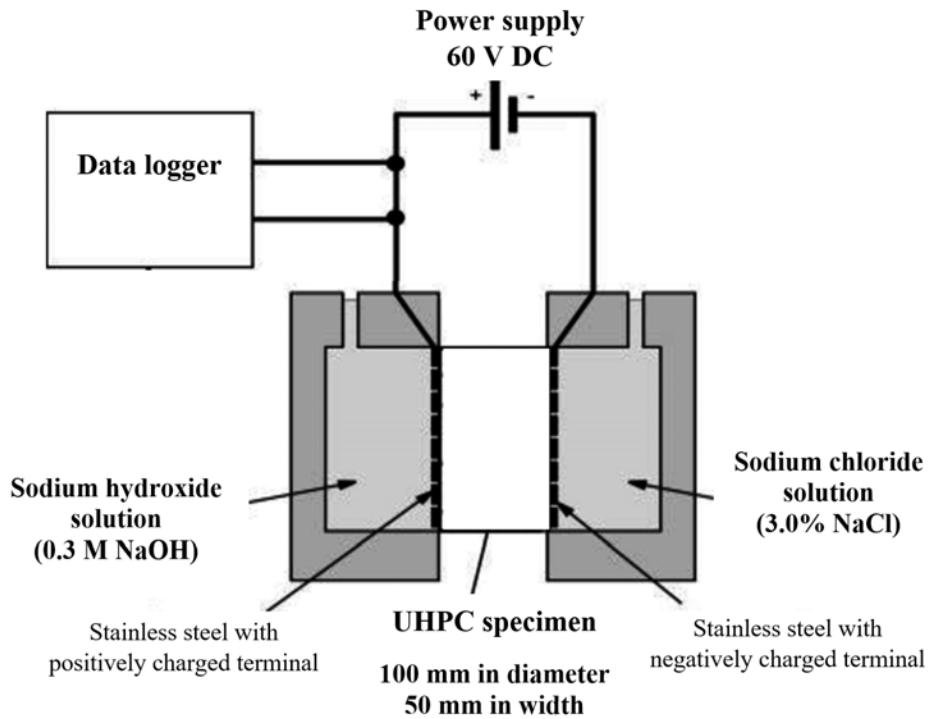 Power supply
60 V DC
+ -
Data logger
Sodium hydroxide
solution
(0.3 M NaOH)
Sodium chloride
solution
(3.0% NaCl)
Stainless steel with
positively charged terminal
UHPC specimen
100 mm in diameter
50 mm in width
Stainless steel with
negatively charged terminal